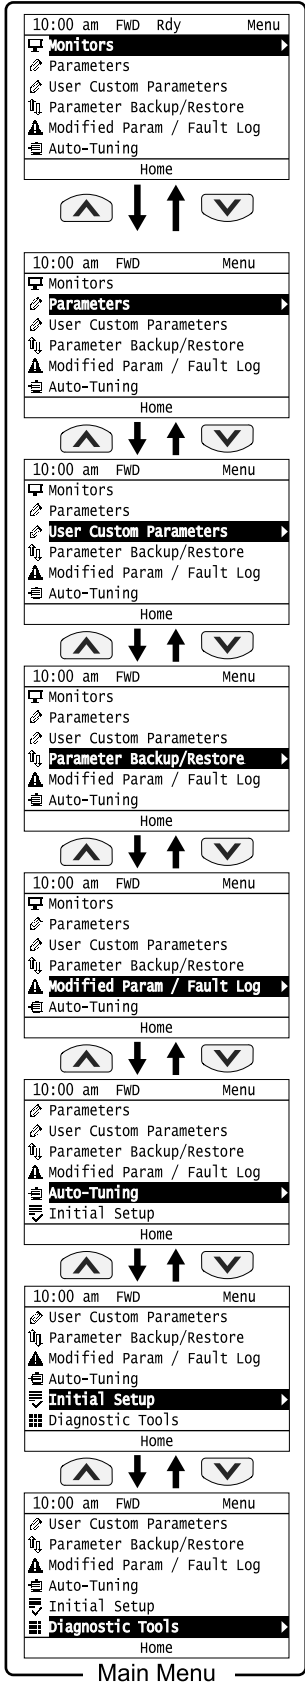 10:00 am FWD Rdy Menu
Monitors
Parameters
User Custom Parameters
Parameter Backup/Restore
Modified Param / Fault Log
Auto-Tuning
Home
10:00 am FWD Menu
Monitors
Parameters
User Custom Parameters
Parameter Backup/Restore
Modified Param / Fault Log
Auto-Tuning
Home
10:00 am FWD Menu
Monitors
Parameters
User Custom Parameters
Parameter Backup/Restore
Modified Param / Fault Log
Auto-Tuning
Home
10:00 am FWD Menu
Monitors
Parameters
User Custom Parameters
Parameter Backup/Restore
Modified Param / Fault Log
Auto-Tuning
Home
10:00 am FWD Menu
Monitors
Parameters
User Custom Parameters
Parameter Backup/Restore
Modified Param / Fault Log
Auto-Tuning
Home
10:00 am FWD Menu
Parameters
User Custom Parameters
Parameter Backup/Restore
Modified Param / Fault Log
Auto-Tuning
Initial Setup
Home
10:00 am FWD Menu
User Custom Parameters
Parameter Backup/Restore
Modified Param / Fault Log
Auto-Tuning
Initial Setup
Diagnostic Tools
Home
10:00 am FWD Menu
User Custom Parameters
Parameter Backup/Restore
Modified Param / Fault Log
Auto-Tuning
Initial Setup
Diagnostic Tools
Home
Main Menu